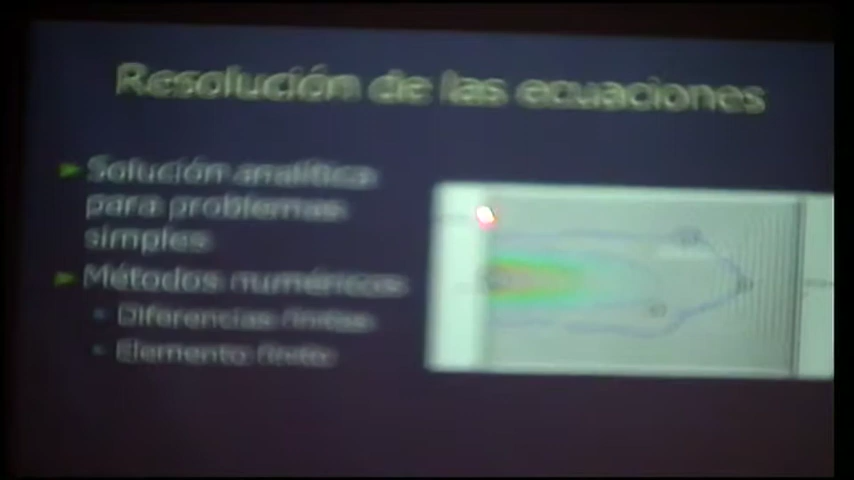 Resolución de las ecuaciones
Solución analítica
para problemas
simples
Métodos numéricos
Diferencias finitas
Elemento finito